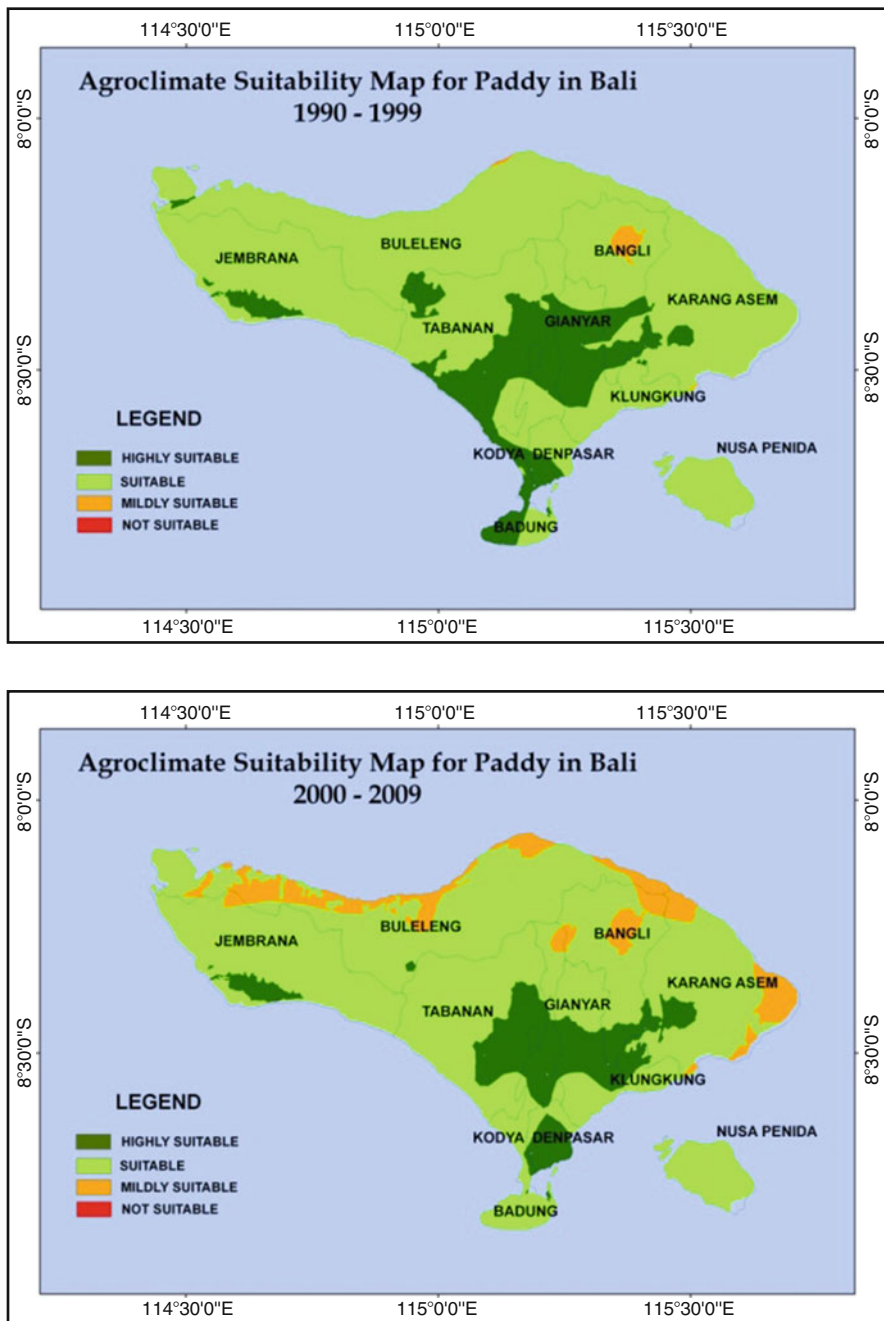 114°30'0"E 115°0'0"E 115°30'0"E
Agroclimate Suitability Map for Paddy in Bali
1990 - 1999
8°0'0"S 8°0'0"S
BULELENG
BANGLI
JEMBRANA
KARANG ASEM
GIANYAR
TABANAN
8°30'0"S 8°30'0"S
KLUNGKUNG
LEGEND
NUSA PENIDA
KODYA DENPASAR
HIGHLY SUITABLE
SUITABLE
MILDLY SUITABLE
NOT SUITABLE
BADUNG
114°30'0"E 115°0'0"E 115°30'0"E
114°30'0"E 115°0'0"E 115°30'0"E
Agroclimate Suitability Map for Paddy in Bali
2000 - 2009
8°0'0"S 8°0'0"S
BULELENG
BANGLI
JEMBRANA
KARANG ASEM
GIANYAR
TABANAN
8°30'0"S 8°30'0"S
KLUNGKUNG
LEGEND
NUSA PENIDA
KODYA DENPASAR
HIGHLY SUITABLE
SUITABLE
MILDLY SUITABLE
NOT SUITABLE
BADUNG
114°30'0"E 115°0'0"E 115°30'0"E